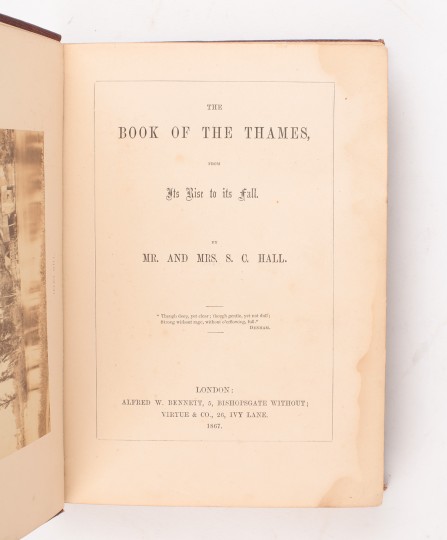 THE
BOOK OF THE THAMES,
FROM
Its Rise to its Fall.
BY
MR. AND MRS. S. C. HALL.
"Though deep, yet clear; though gentle, yet not dull;
Strong without rage, without o'erflowing, full."
DENHAM.
LONDON:
ALFRED W. BENNETT, 5, BISHOPSGATE WITHOUT;
VIRTUE & CO., 26, IVY LANE.
1867.